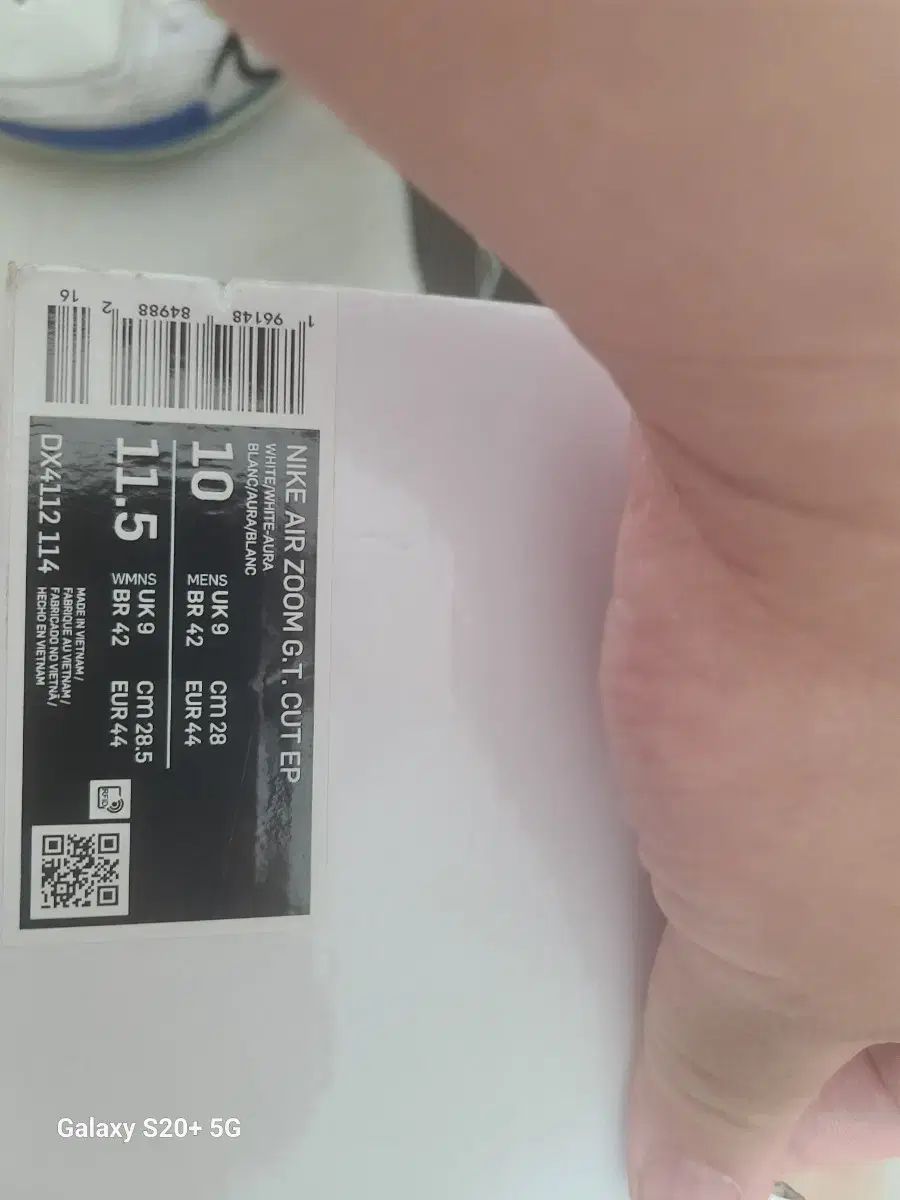 NIKE AIR ZOOM G.T. CUT EP
WHITE/WHITE-AURA
BLANC/AURA/BLANC
10
MENS UK 9 cm 28
BR 42 EUR 44
11.5
WMNS UK 9 cm 28.5
BR 42 EUR 44
DX4112 114
MADE IN VIETNAM /
FABRIQUE AU VIETNAM /
FABRICADO NO VIETNÃ /
HECHO EN VIETNAM
RFID
1 96148 84988 2 16
Galaxy S20+ 5G